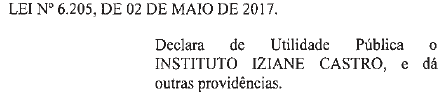 LEI Nº 6.205, DE 02 DE MAIO DE 2017.
Declara de Utilidade Pública o
INSTITUTO IZIANE CASTRO, e dá
outras providências.